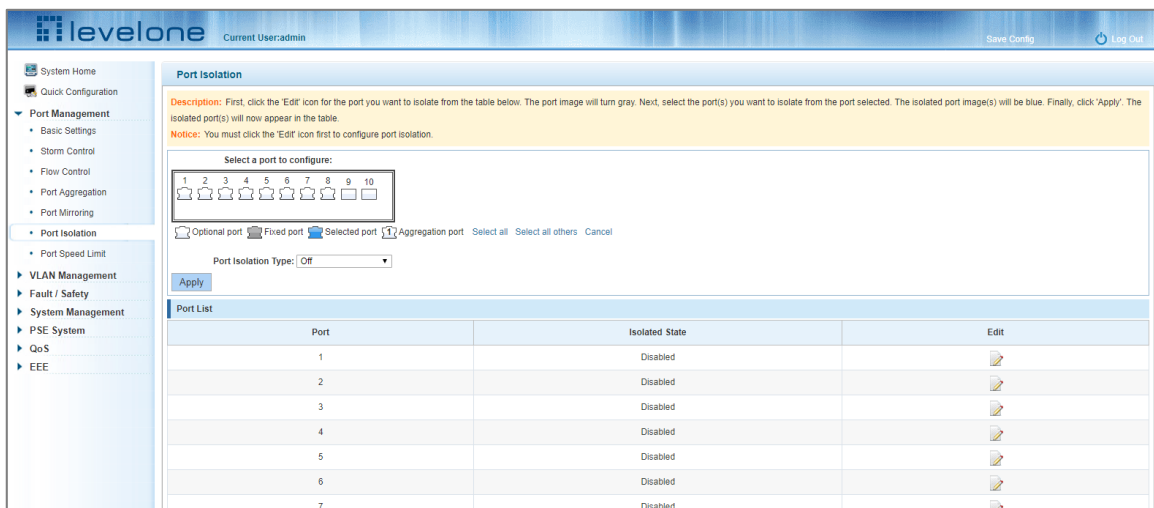 levelone
Current User:admin
Save Config
Log Out
System Home
Quick Configuration
Port Management
Basic Settings
Storm Control
Flow Control
Port Aggregation
Port Mirroring
Port Isolation
Port Speed Limit
VLAN Management
Fault / Safety
System Management
PSE System
QoS
EEE
Port Isolation
Description: First, click the 'Edit' icon for the port you want to isolate from the table below. The port image will turn gray. Next, select the port(s) you want to isolate from the port selected. The isolated port image(s) will be blue. Finally, click 'Apply'. The
isolated port(s) will now appear in the table.
Notice: You must click the 'Edit' icon first to configure port isolation.
Select a port to configure:
1 2 3 4 5 6 7 8 9 10
Optional port Fixed port Selected port 1 Aggregation port Select all Select all others Cancel
Port Isolation Type: Off
Apply
Port List
Port Isolated State Edit
1 Disabled
2 Disabled
3 Disabled
4 Disabled
5 Disabled
6 Disabled
7 Disabled